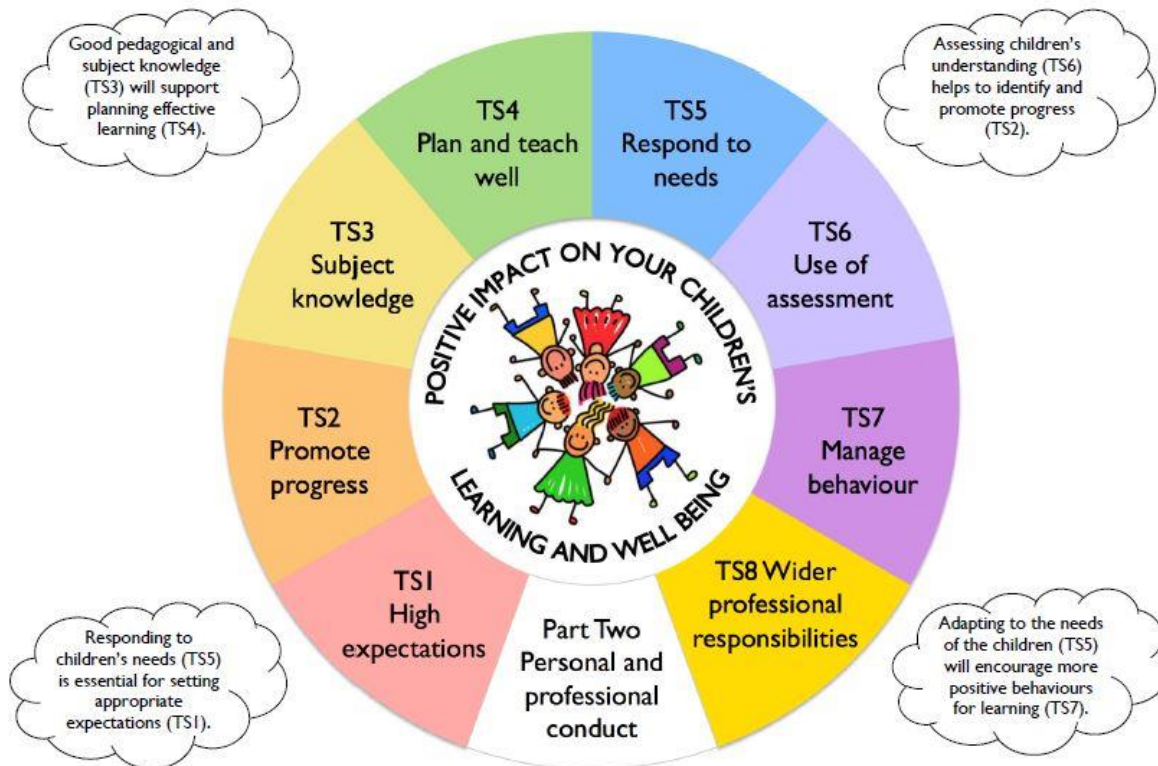 Good pedagogical and
subject knowledge
(TS3) will support
planning effective
learning (TS4).
Assessing children's
understanding (TS6)
helps to identify and
promote progress
(TS2).
TS4
Plan and teach
well
TS5
Respond to
needs
TS3
Subject
knowledge
TS6
Use of
assessment
POSITIVE IMPACT ON YOUR CHILDREN'S
LEARNING AND WELL BEING
TS2
Promote
progress
TS7
Manage
behaviour
TS1
High
expectations
Part Two
Personal and
professional
conduct
TS8 Wider
professional
responsibilities
Responding to
children's needs (TS5)
is essential for setting
appropriate
expectations (TS1).
Adapting to the needs
of the children (TS5)
will encourage more
positive behaviours
for learning (TS7).